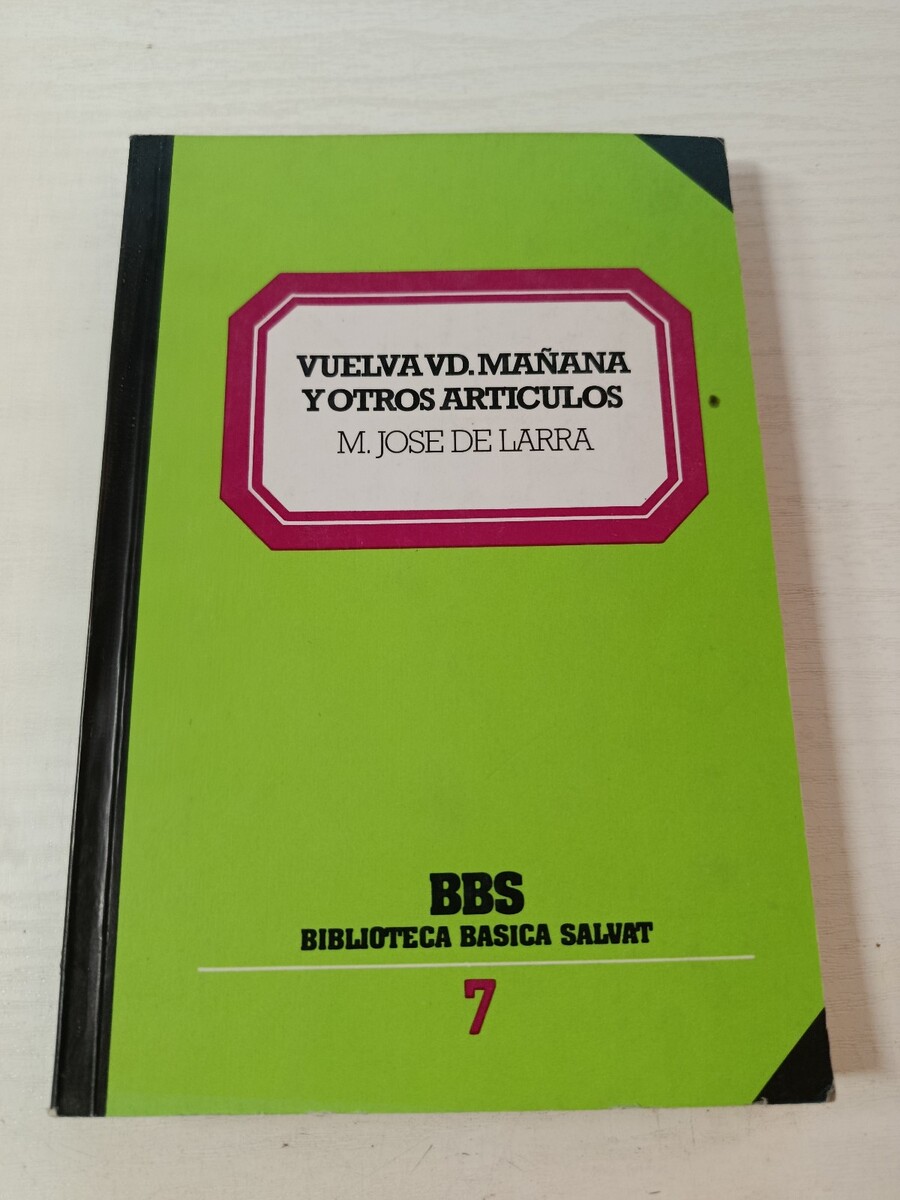 VUELVA VD. MAÑANA
Y OTROS ARTICULOS
M. JOSE DE LARRA
BBS
BIBLIOTECA BASICA SALVAT
7